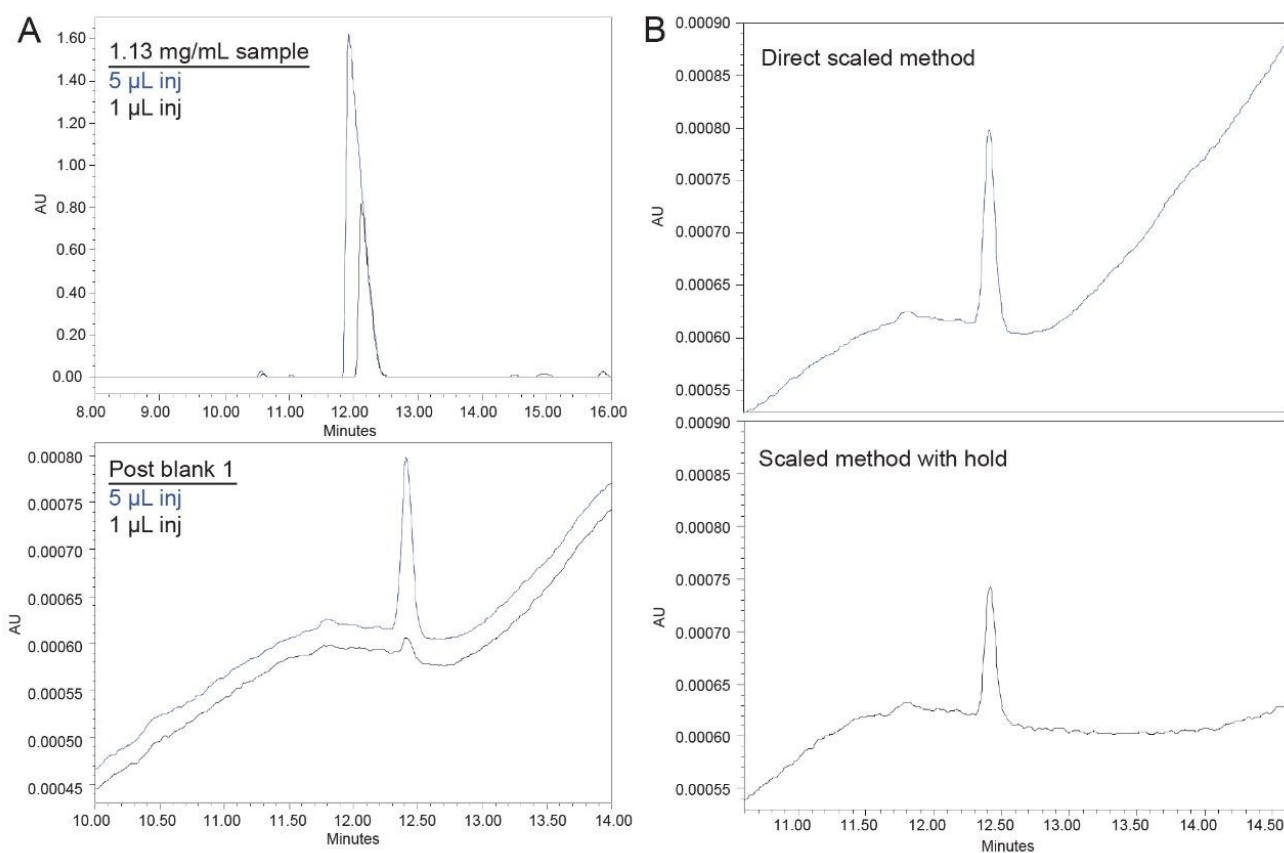 A
1.13 mg/mL sample
5 µL inj
1 µL inj
AU
1.60
1.40
1.20
1.00
0.80
0.60
0.40
0.20
0.00
8.00 9.00 10.00 11.00 12.00 13.00 14.00 15.00 16.00
Minutes
Post blank 1
5 µL inj
1 µL inj
AU
0.00080
0.00075
0.00070
0.00065
0.00060
0.00055
0.00050
0.00045
10.00 10.50 11.00 11.50 12.00 12.50 13.00 13.50 14.00
Minutes
B
Direct scaled method
AU
0.00090
0.00085
0.00080
0.00075
0.00070
0.00065
0.00060
0.00055
Scaled method with hold
AU
0.00090
0.00085
0.00080
0.00075
0.00070
0.00065
0.00060
0.00055
11.00 11.50 12.00 12.50 13.00 13.50 14.00 14.50
Minutes